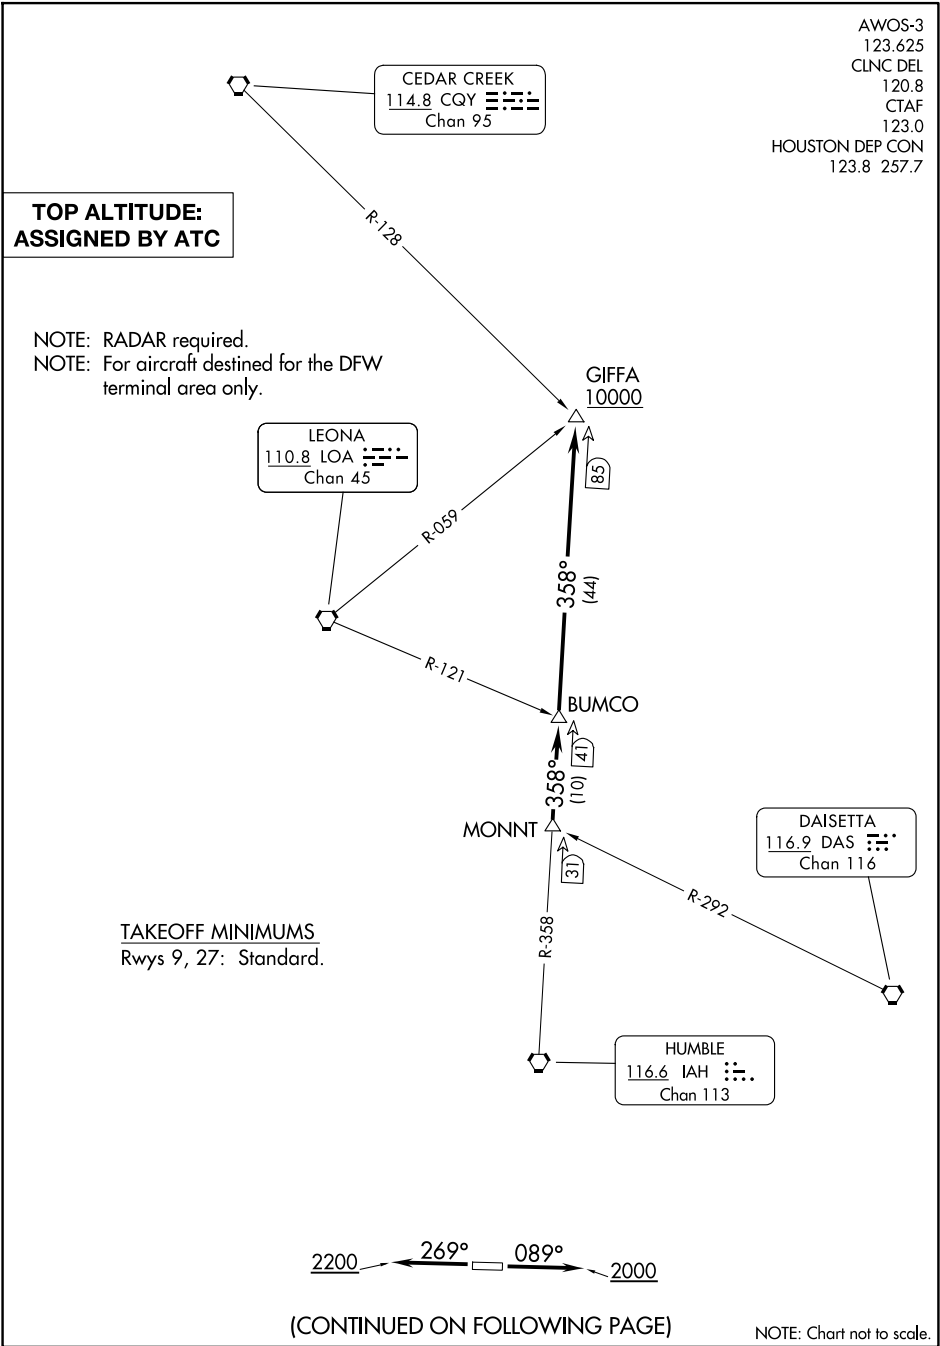 AWOS-3
123.625
CLNC DEL
120.8
CTAF
123.0
HOUSTON DEP CON
123.8 257.7
CEDAR CREEK
114.8 CQY
Chan 95
TOP ALTITUDE:
ASSIGNED BY ATC
R-128
NOTE: RADAR required.
NOTE: For aircraft destined for the DFW
terminal area only.
GIFFA
10000
LEONA
110.8 LOA
Chan 45
85
R-059
358°
(44)
R-121
BUMCO
41
358°
(10)
MONNT
31
DAISETTA
116.9 DAS
Chan 116
R-292
R-358
TAKEOFF MINIMUMS
Rwys 9, 27: Standard.
HUMBLE
116.6 IAH
Chan 113
2200
269°
089°
2000
(CONTINUED ON FOLLOWING PAGE)
NOTE: Chart not to scale.